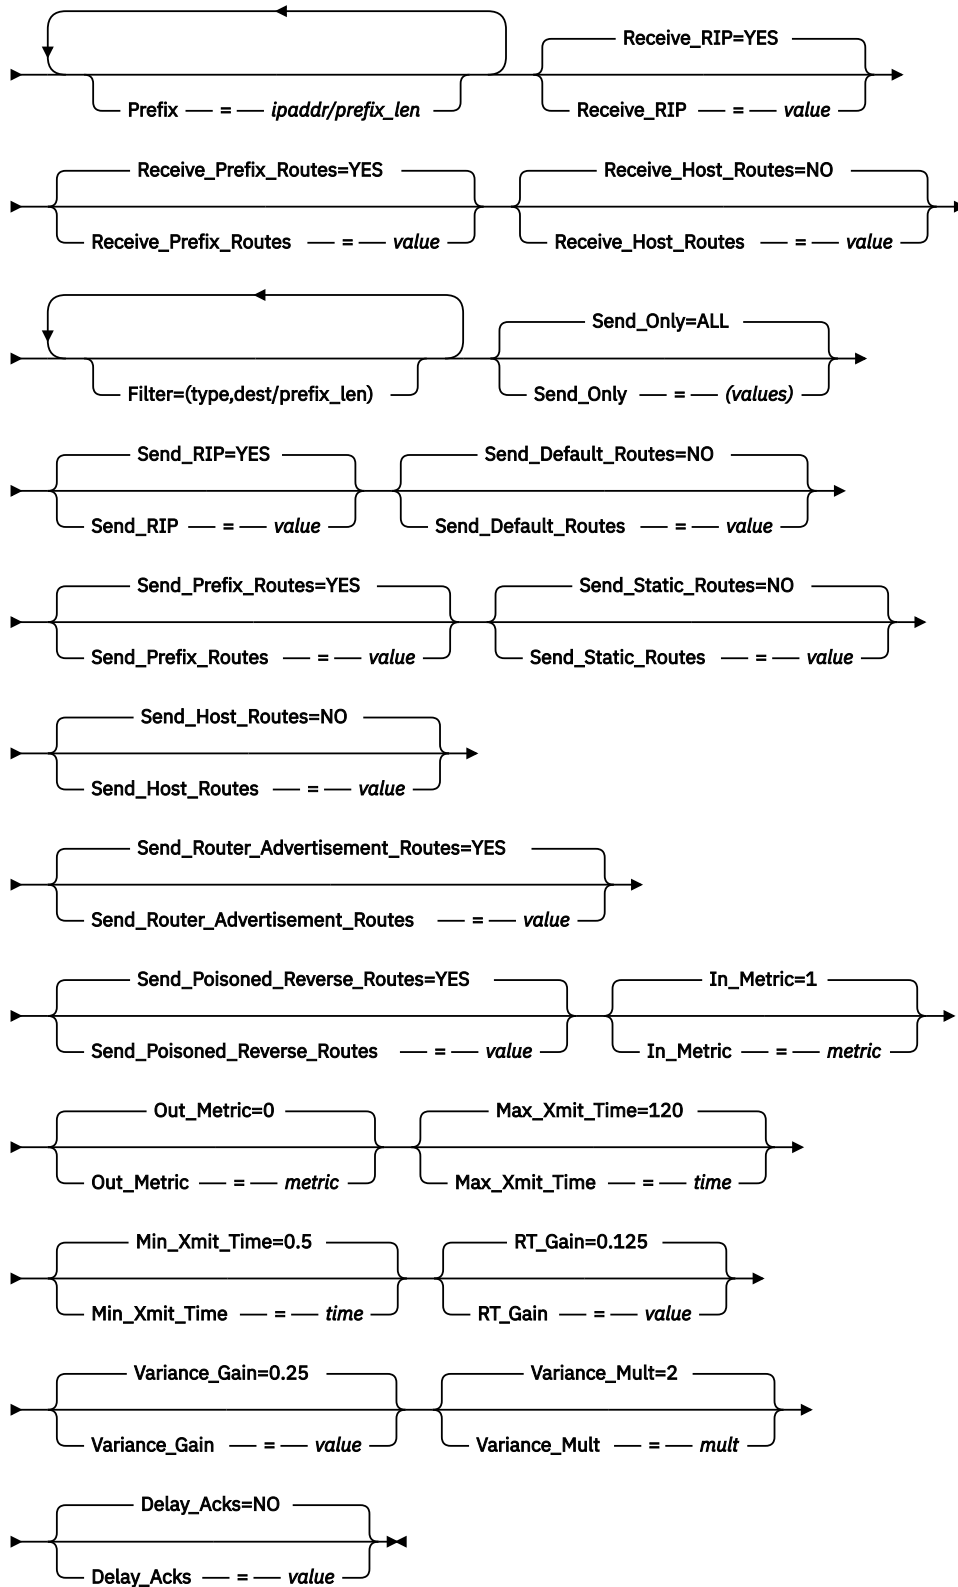 Receive_RIP=YES
Prefix = ipaddr/prefix_len Receive_RIP = value
Receive_Prefix_Routes=YES Receive_Host_Routes=NO
Receive_Prefix_Routes = value Receive_Host_Routes = value
Send_Only=ALL
Filter=(type,dest/prefix_len) Send_Only = (values)
Send_RIP=YES Send_Default_Routes=NO
Send_RIP = value Send_Default_Routes = value
Send_Prefix_Routes=YES Send_Static_Routes=NO
Send_Prefix_Routes = value Send_Static_Routes = value
Send_Host_Routes=NO
Send_Host_Routes = value
Send_Router_Advertisement_Routes=YES
Send_Router_Advertisement_Routes = value
Send_Poisoned_Reverse_Routes=YES In_Metric=1
Send_Poisoned_Reverse_Routes = value In_Metric = metric
Out_Metric=0 Max_Xmit_Time=120
Out_Metric = metric Max_Xmit_Time = time
Min_Xmit_Time=0.5 RT_Gain=0.125
Min_Xmit_Time = time RT_Gain = value
Variance_Gain=0.25 Variance_Mult=2
Variance_Gain = value Variance_Mult = mult
Delay_Acks=NO
Delay_Acks = value